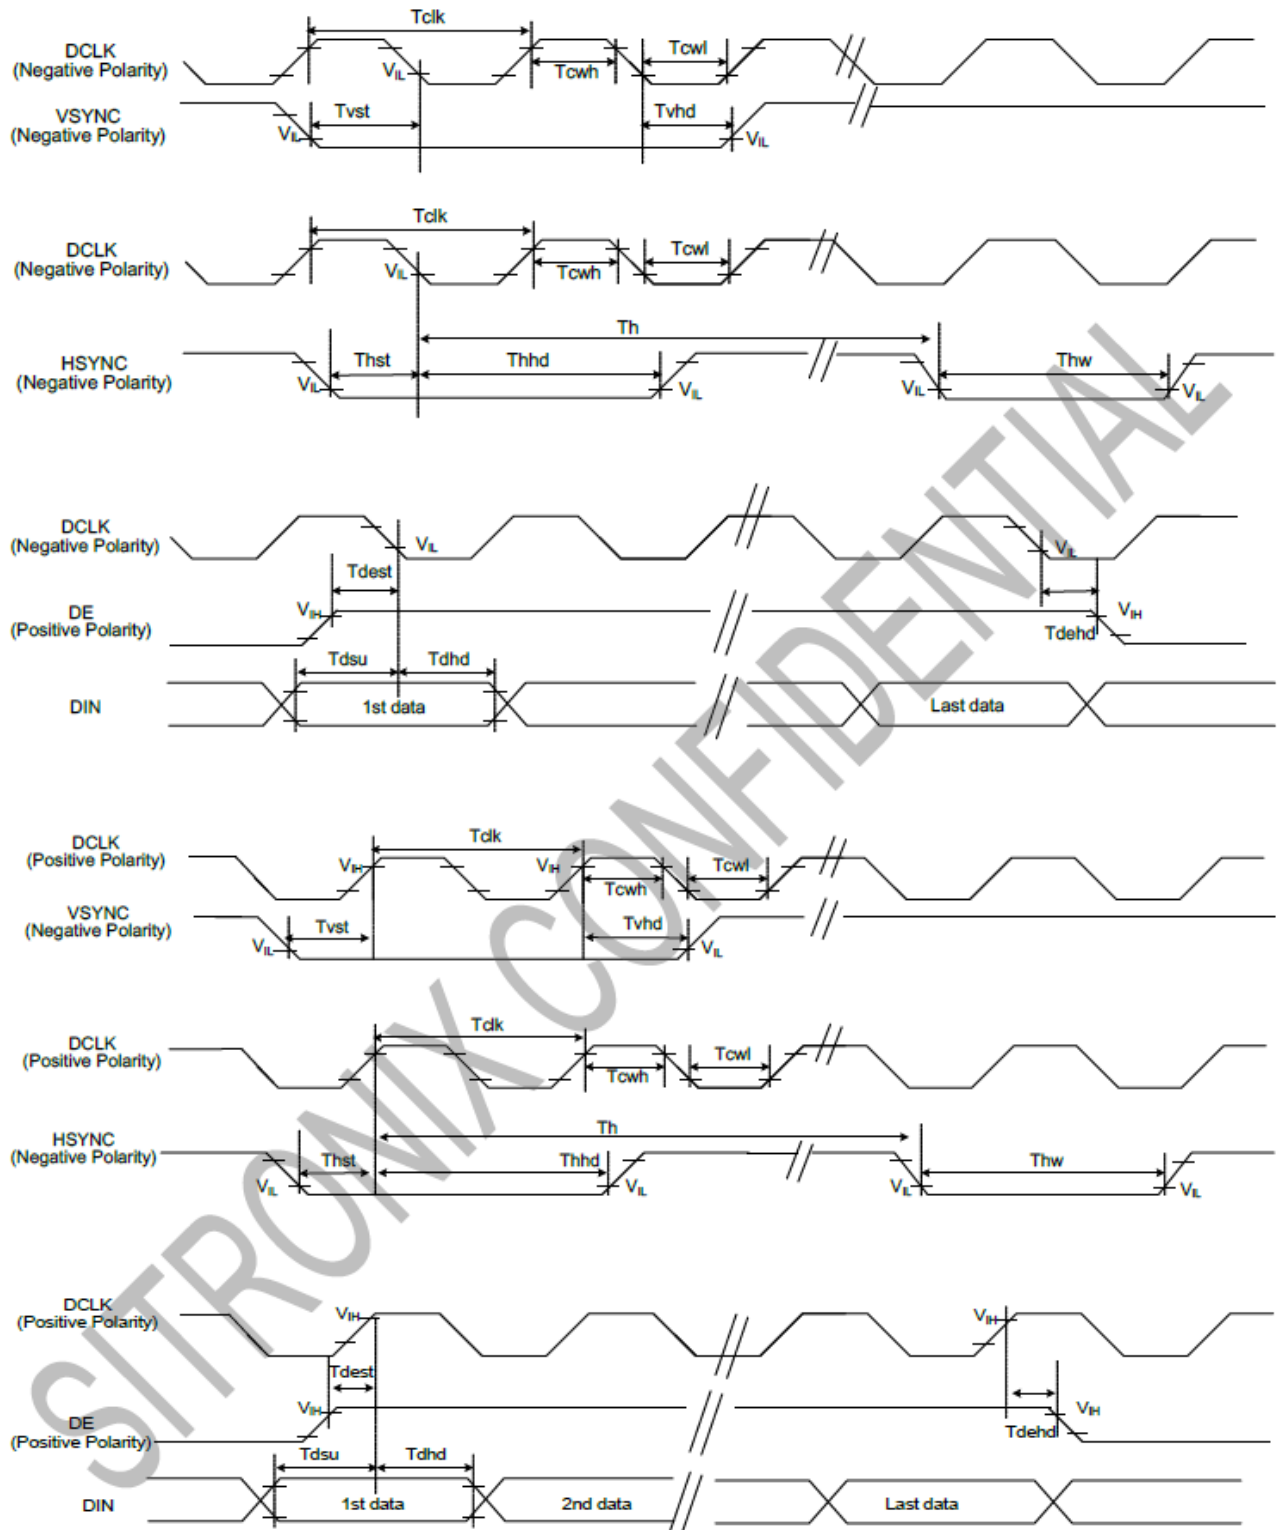 Tclk
DCLK
(Negative Polarity)
VIL
Tcwh
Tcwl
VSYNC
(Negative Polarity)
Tvst
Tvhd
VIL
VIL
Tclk
DCLK
(Negative Polarity)
VIL
Tcwh
Tcwl
Th
HSYNC
(Negative Polarity)
Thst
Thhd
Thw
VIL
VIL
VIL
VIL
DCLK
(Negative Polarity)
VIL
VIL
Tdest
DE
(Positive Polarity)
VIH
VIH
Tdehd
Tdsu
Tdhd
DIN
1st data
Last data
DCLK
(Positive Polarity)
Tclk
VIH
VIH
Tcwh
Tcwl
VSYNC
(Negative Polarity)
Tvst
Tvhd
VIL
VIL
DCLK
(Positive Polarity)
Tclk
Tcwh
Tcwl
Th
HSYNC
(Negative Polarity)
Thst
Thhd
Thw
VIL
VIL
VIL
VIL
DCLK
(Positive Polarity)
VIH
VIH
Tdest
DE
(Positive Polarity)
VIH
VIH
Tdehd
Tdsu
Tdhd
DIN
1st data
2nd data
Last data
SITRONIX CONFIDENTIAL